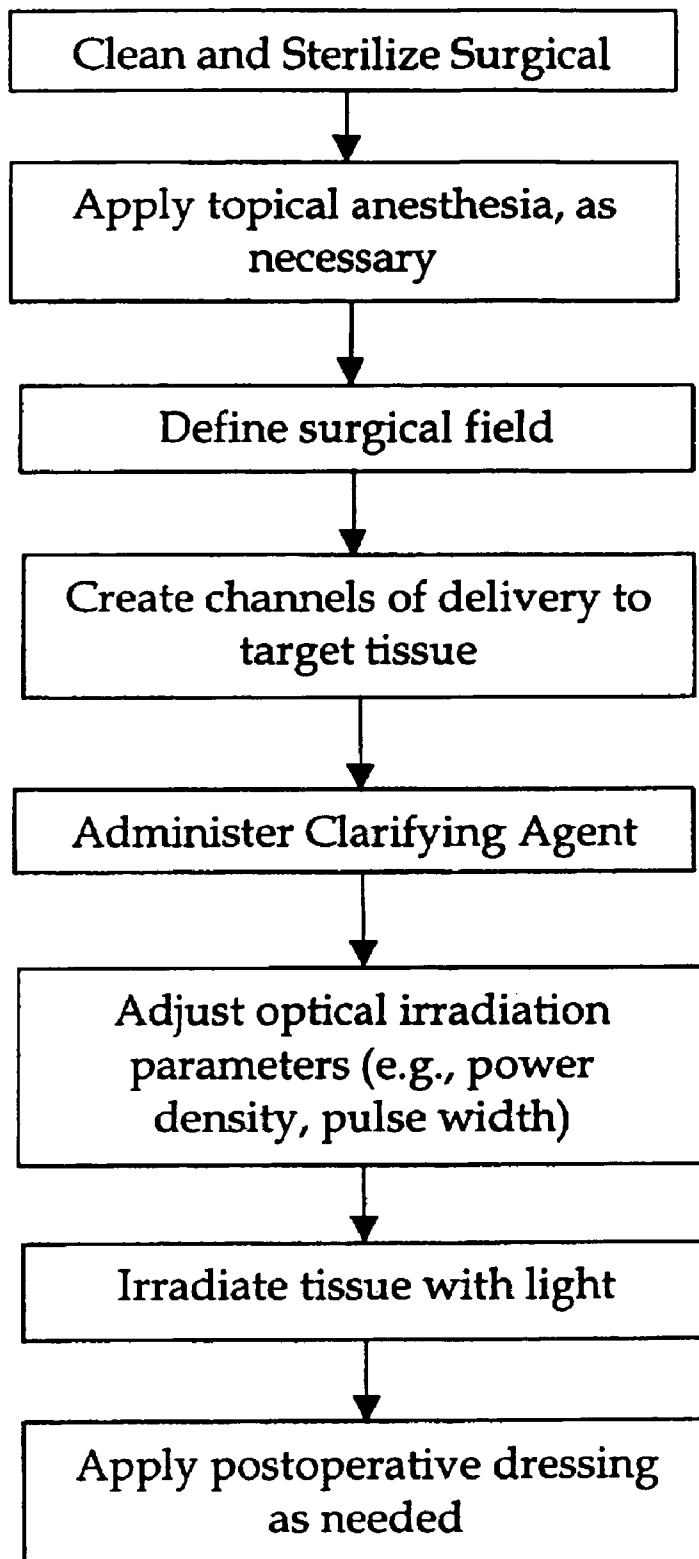 Clean and Sterilize Surgical
Apply topical anesthesia, as
necessary
Define surgical field
Create channels of delivery to
target tissue
Administer Clarifying Agent
Adjust optical irradiation
parameters (e.g., power
density, pulse width)
Irradiate tissue with light
Apply postoperative dressing
as needed